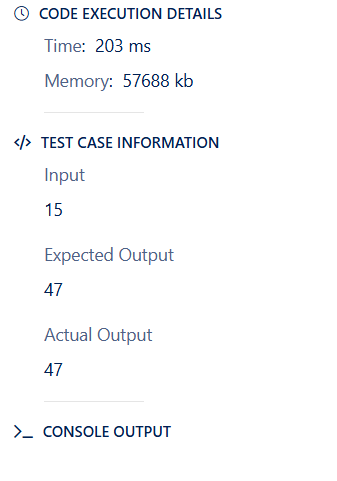 CODE EXECUTION DETAILS
Time: 203 ms
Memory: 57688 kb
TEST CASE INFORMATION
Input
15
Expected Output
47
Actual Output
47
CONSOLE OUTPUT